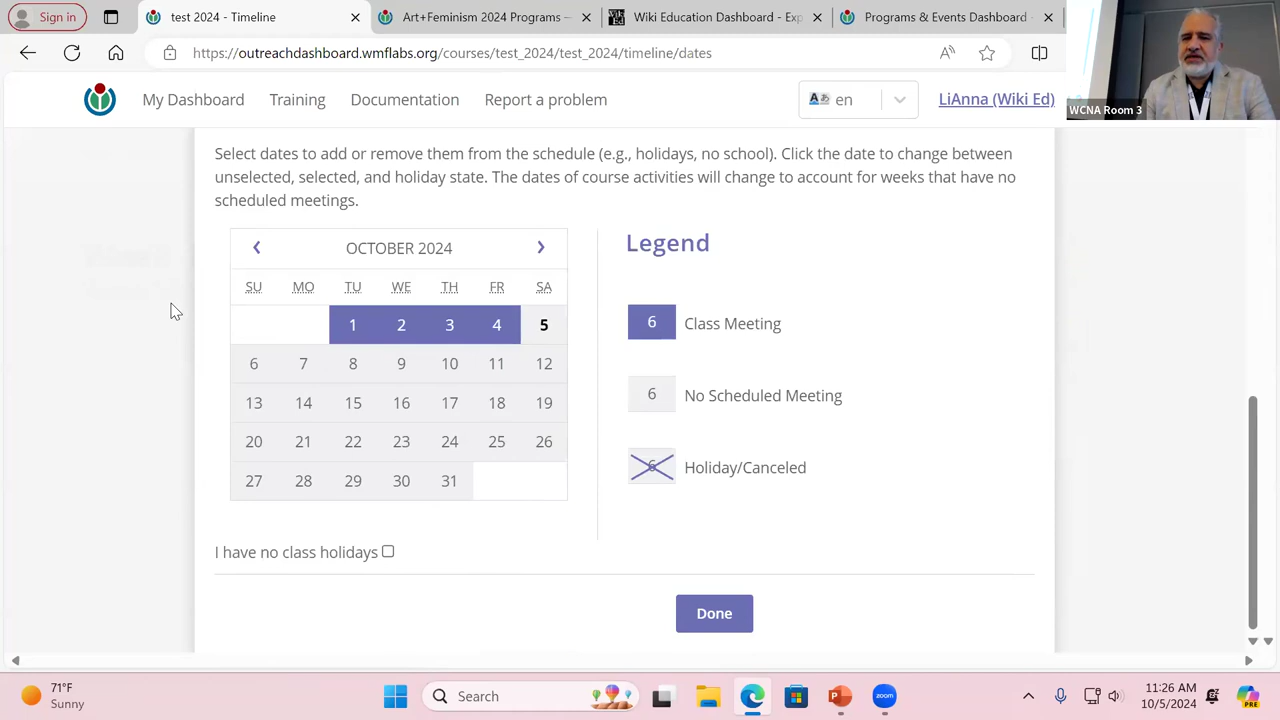 Sign in
test 2024 - Timeline
Art+Feminism 2024 Programs –
Wiki Education Dashboard - Exp
Programs & Events Dashboard -
https://outreachdashboard.wmflabs.org/courses/test_2024/test_2024/timeline/dates
WCNA Room 3
My Dashboard
Training
Documentation
Report a problem
en
LiAnna (Wiki Ed)
Select dates to add or remove them from the schedule (e.g., holidays, no school). Click the date to change between
unselected, selected, and holiday state. The dates of course activities will change to account for weeks that have no
scheduled meetings.
OCTOBER 2024
SU MO TU WE TH FR SA
1 2 3 4 5
6 7 8 9 10 11 12
13 14 15 16 17 18 19
20 21 22 23 24 25 26
27 28 29 30 31
Legend
6 Class Meeting
6 No Scheduled Meeting
6 Holiday/Canceled
I have no class holidays
Done
71°F
Sunny
Search
zoom
11:26 AM
10/5/2024
PRE